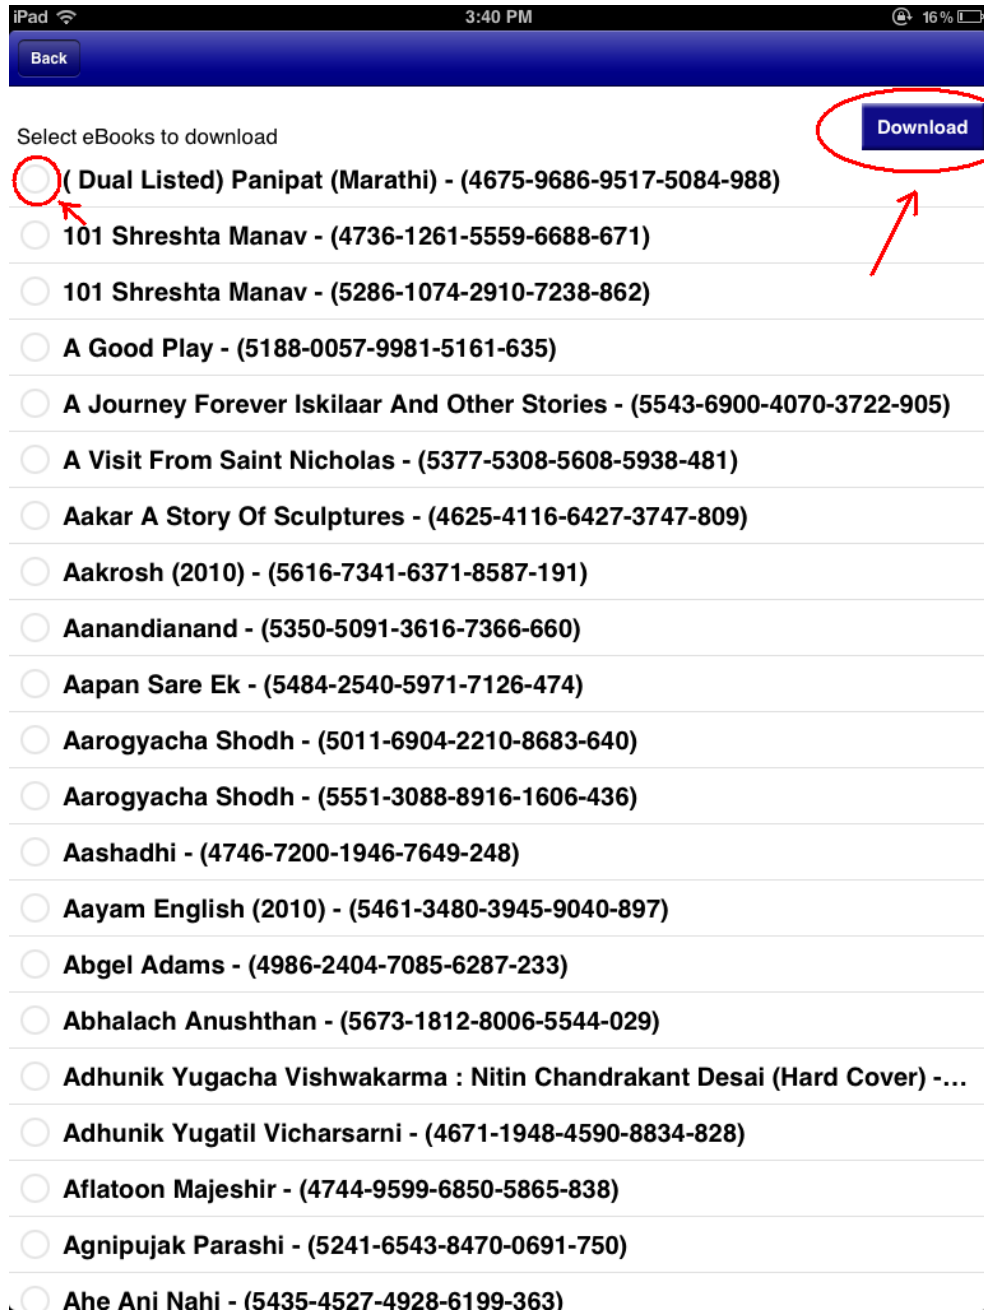 iPad 3:40 PM 16%
Back
Download
Select eBooks to download
( Dual Listed) Panipat (Marathi) - (4675-9686-9517-5084-988)
101 Shreshta Manav - (4736-1261-5559-6688-671)
101 Shreshta Manav - (5286-1074-2910-7238-862)
A Good Play - (5188-0057-9981-5161-635)
A Journey Forever Iskilaar And Other Stories - (5543-6900-4070-3722-905)
A Visit From Saint Nicholas - (5377-5308-5608-5938-481)
Aakar A Story Of Sculptures - (4625-4116-6427-3747-809)
Aakrosh (2010) - (5616-7341-6371-8587-191)
Aanandianand - (5350-5091-3616-7366-660)
Aapan Sare Ek - (5484-2540-5971-7126-474)
Aarogyacha Shodh - (5011-6904-2210-8683-640)
Aarogyacha Shodh - (5551-3088-8916-1606-436)
Aashadhi - (4746-7200-1946-7649-248)
Aayam English (2010) - (5461-3480-3945-9040-897)
Abgel Adams - (4986-2404-7085-6287-233)
Abhalach Anushthan - (5673-1812-8006-5544-029)
Adhunik Yugacha Vishwakarma : Nitin Chandrakant Desai (Hard Cover) -...
Adhunik Yugatil Vicharsarni - (4671-1948-4590-8834-828)
Aflatoon Majeshir - (4744-9599-6850-5865-838)
Agnipujak Parashi - (5241-6543-8470-0691-750)
Ahe Ani Nahi - (5435-4527-4928-6199-363)